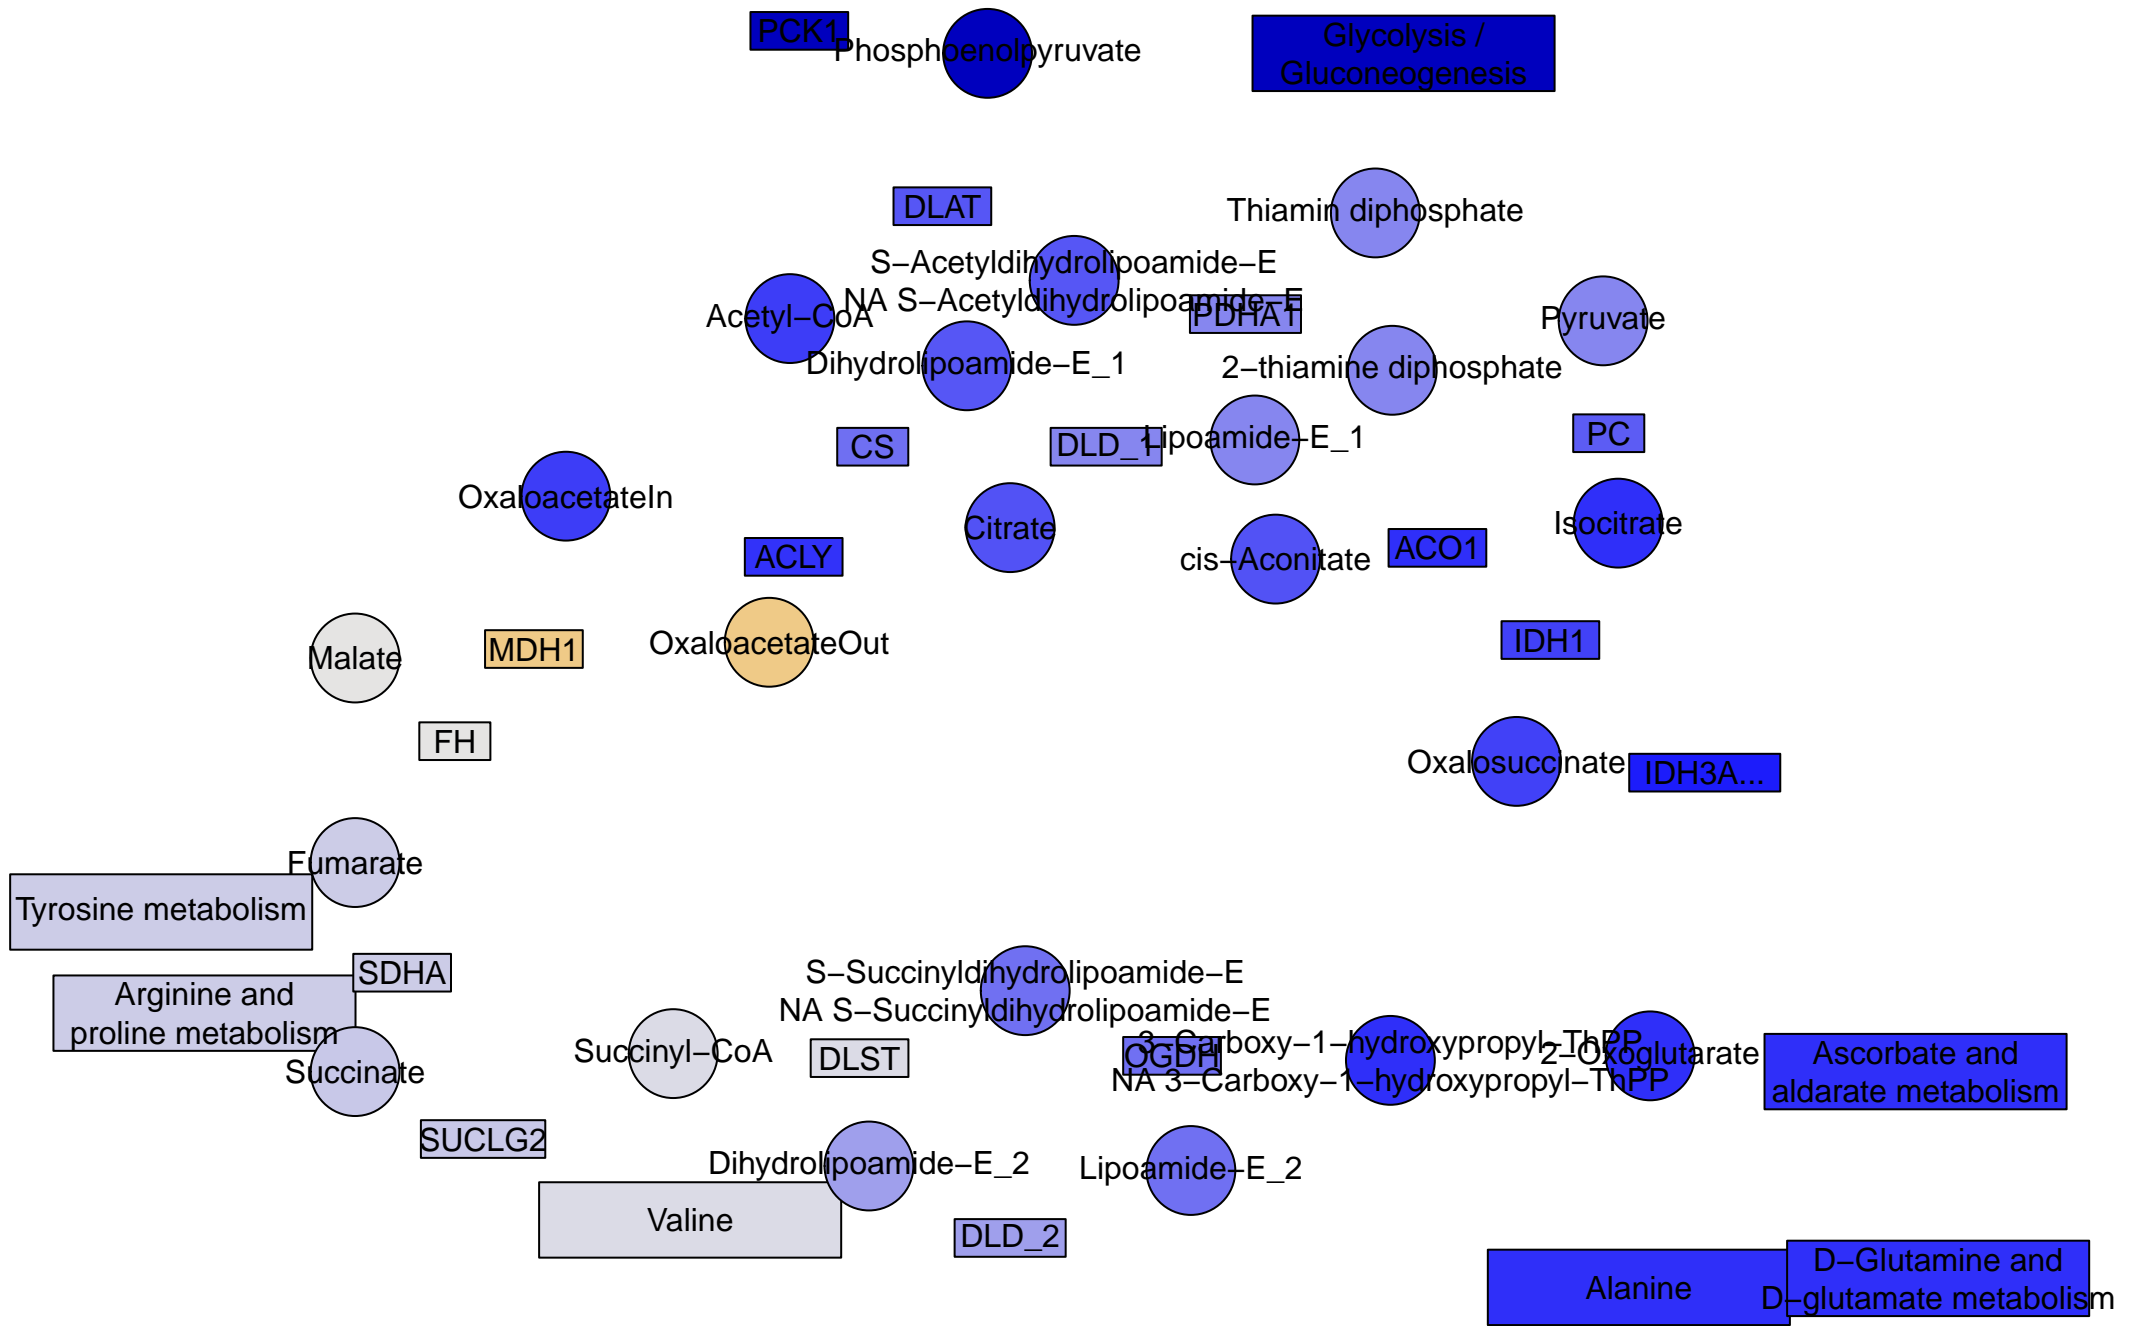 PCK1
Phosphoenolpyruvate
Glycolysis /
Gluconeogenesis
DLAT
Thiamin diphosphate
S−Acetyldihydrolipoamide−E
NA S−Acetyldihydrolipoamide−E
Acetyl−CoA
PDHA1
Pyruvate
Dihydrolipoamide−E_1
2−thiamine diphosphate
CS
DLD_1
Lipoamide−E_1
PC
OxaloacetateIn
Citrate
Isocitrate
ACLY
cis−Aconitate
ACO1
Malate
MDH1
OxaloacetateOut
IDH1
FH
Oxalosuccinate
IDH3A...
Fumarate
Tyrosine metabolism
SDHA
Arginine and
proline metabolism
Succinate
S−Succinyldihydrolipoamide−E
NA S−Succinyldihydrolipoamide−E
Succinyl−CoA
DLST
OGDH
3−Carboxy−1−hydroxypropyl−ThPP
NA 3−Carboxy−1−hydroxypropyl−ThPP
2−Oxoglutarate
Ascorbate and
aldarate metabolism
SUCLG2
Dihydrolipoamide−E_2
Lipoamide−E_2
Valine
DLD_2
Alanine
D−Glutamine and
D−glutamate metabolism